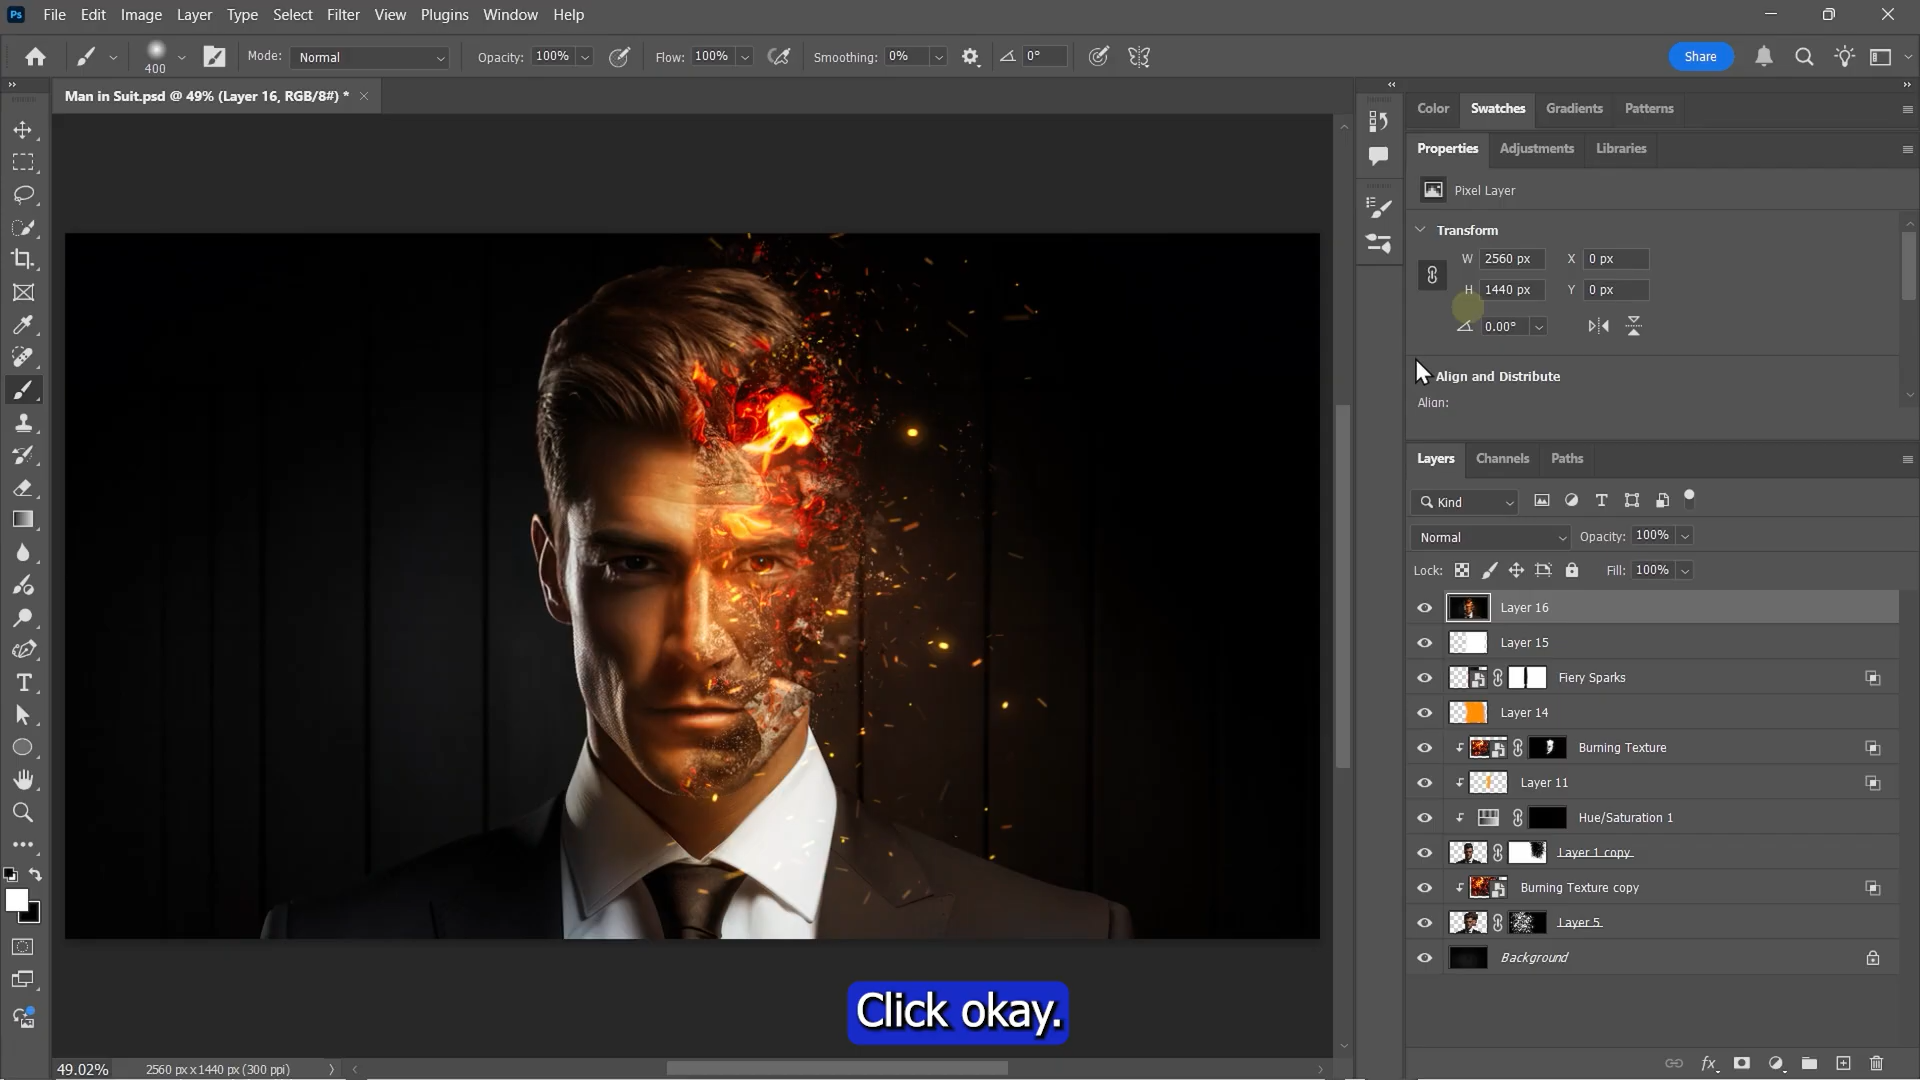 Ps File Edit Image Layer Type Select Filter View Plugins Window Help
400 Mode: Normal Opacity: 100% Flow: 100% Smoothing: 0% 0° Share
Man in Suit.psd @ 49% (Layer 16, RGB/8#) * ×
Color Swatches Gradients Patterns
Properties Adjustments Libraries
Pixel Layer
Transform
W 2560 px X 0 px
H 1440 px Y 0 px
0.00°
Align and Distribute
Align:
Layers Channels Paths
Kind
Normal Opacity: 100%
Lock: Fill: 100%
Layer 16
Layer 15
Fiery Sparks
Layer 14
Burning Texture
Layer 11
Hue/Saturation 1
Layer 1 copy
Burning Texture copy
Layer 5
Background
Click okay.
49.02% 2560 px x 1440 px (300 ppi)